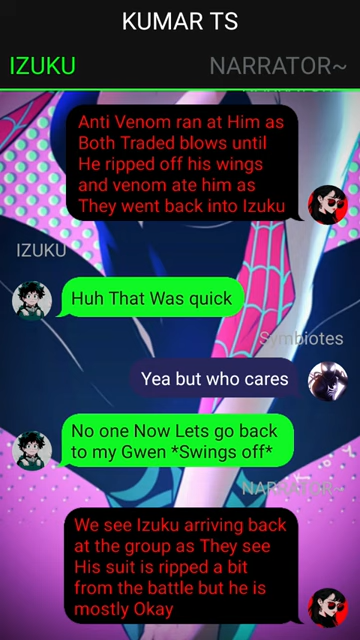 KUMAR TS
IZUKU
NARRATOR~
Anti Venom ran at Him as
Both Traded blows until
He ripped off his wings
and venom ate him as
They went back into Izuku
IZUKU
Huh That Was quick
Symbiotes
Yea but who cares
No one Now Lets go back
to my Gwen *Swings off*
NARRATOR~
We see Izuku arriving back
at the group as They see
His suit is ripped a bit
from the battle but he is
mostly Okay